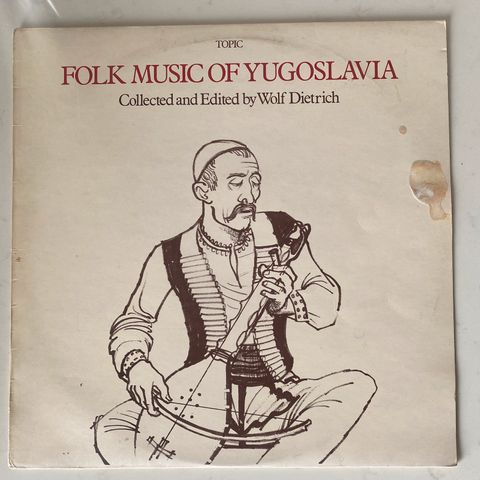 TOPIC
FOLK MUSIC OF YUGOSLAVIA
Collected and Edited by Wolf Dietrich